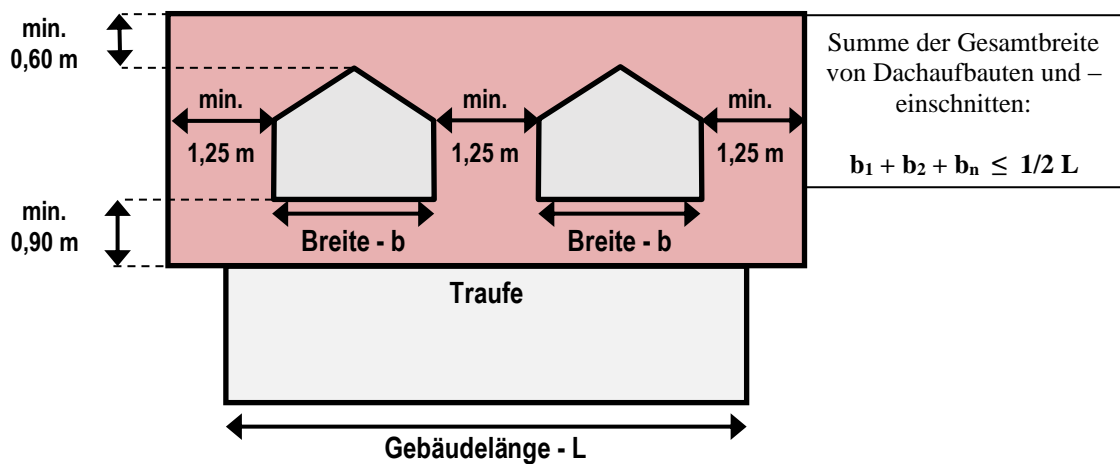 min.
0,60 m
min.
1,25 m
min.
1,25 m
min.
1,25 m
min.
0,90 m
Breite - b
Breite - b
Traufe
Gebäudelänge - L
Summe der Gesamtbreite
von Dachaufbauten und –
einschnitten:
b₁ + b₂ + bₙ ≤ 1/2 L